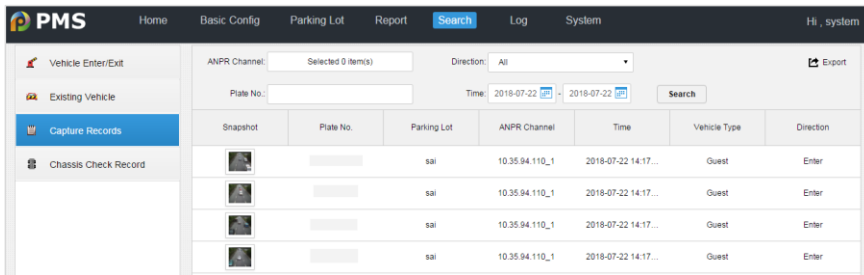 PMS Home Basic Config Parking Lot Report Search Log System Hi , system
Vehicle Enter/Exit
Existing Vehicle
Capture Records
Chassis Check Record
ANPR Channel: Selected 0 item(s) Direction: All Export
Plate No.: Time: 2018-07-22 - 2018-07-22 Search
Snapshot Plate No. Parking Lot ANPR Channel Time Vehicle Type Direction
sai 10.35.94.110_1 2018-07-22 14:17... Guest Enter
sai 10.35.94.110_1 2018-07-22 14:17... Guest Enter
sai 10.35.94.110_1 2018-07-22 14:17... Guest Enter
sai 10.35.94.110_1 2018-07-22 14:17... Guest Enter